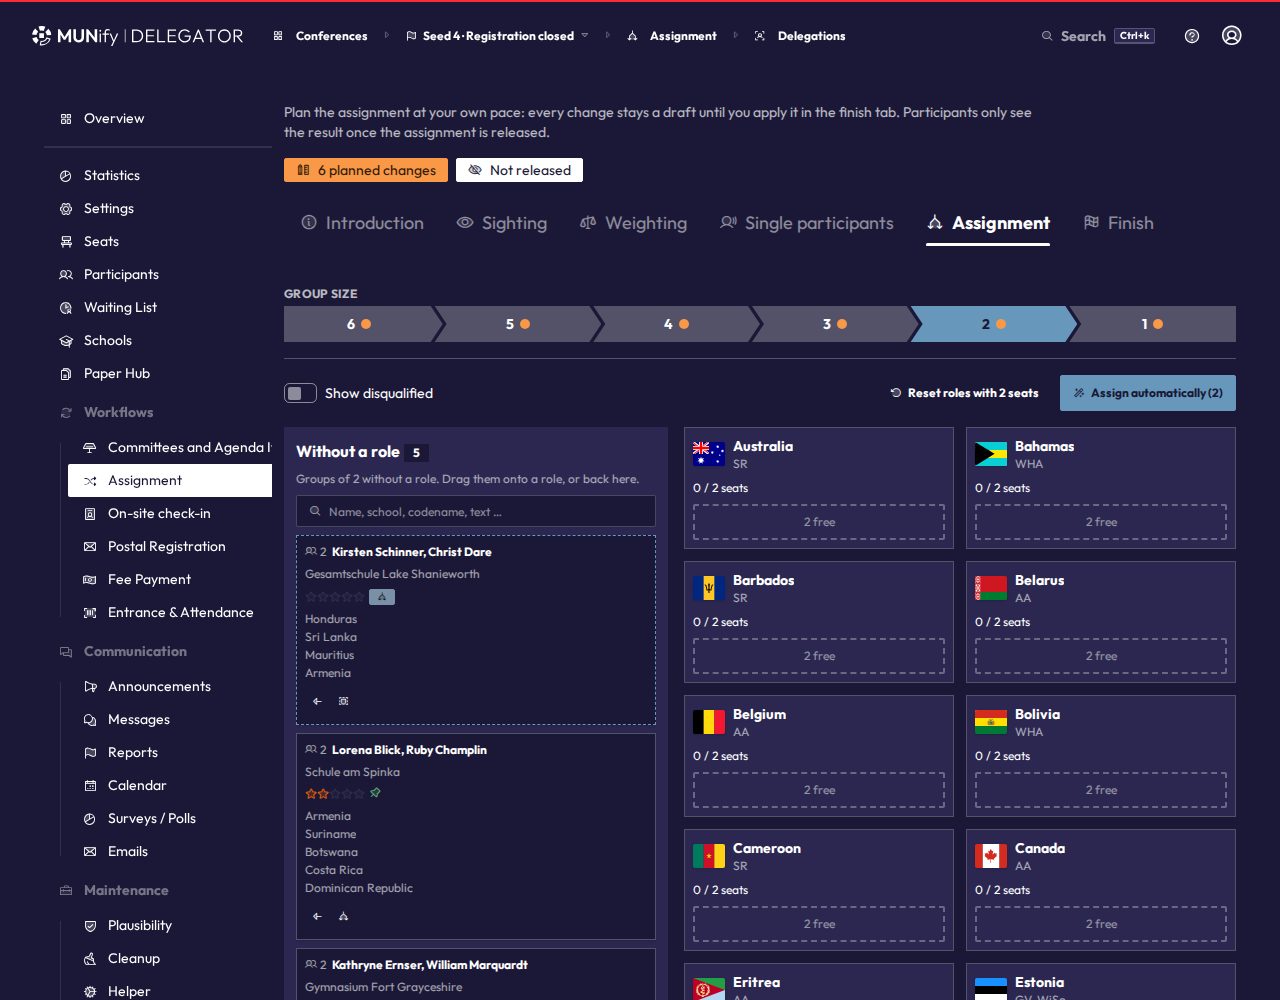 MUNify | DELEGATOR
Conferences
Seed 4 · Registration closed
Assignment
Delegations
Search
Ctrl+k
Overview
Statistics
Settings
Seats
Participants
Waiting List
Schools
Paper Hub
Workflows
Committees and Agenda I
Assignment
On-site check-in
Postal Registration
Fee Payment
Entrance & Attendance
Communication
Announcements
Messages
Reports
Calendar
Surveys / Polls
Emails
Maintenance
Plausibility
Cleanup
Helper
Plan the assignment at your own pace: every change stays a draft until you apply it in the finish tab. Participants only see
the result once the assignment is released.
6 planned changes
Not released
Introduction
Sighting
Weighting
Single participants
Assignment
Finish
GROUP SIZE
6
5
4
3
2
1
Show disqualified
Reset roles with 2 seats
Assign automatically (2)
Without a role 5
Groups of 2 without a role. Drag them onto a role, or back here.
Name, school, codename, text ...
2 Kirsten Schinner, Christ Dare
Gesamtschule Lake Shanieworth
Honduras
Sri Lanka
Mauritius
Armenia
2 Lorena Blick, Ruby Champlin
Schule am Spinka
Armenia
Suriname
Botswana
Costa Rica
Dominican Republic
2 Kathryne Ernser, William Marquardt
Gymnasium Fort Grayceshire
Australia
SR
0 / 2 seats
2 free
Bahamas
WHA
0 / 2 seats
2 free
Barbados
SR
0 / 2 seats
2 free
Belarus
AA
0 / 2 seats
2 free
Belgium
AA
0 / 2 seats
2 free
Bolivia
WHA
0 / 2 seats
2 free
Cameroon
SR
0 / 2 seats
2 free
Canada
AA
0 / 2 seats
2 free
Eritrea
AA
Estonia
GV, WiSo